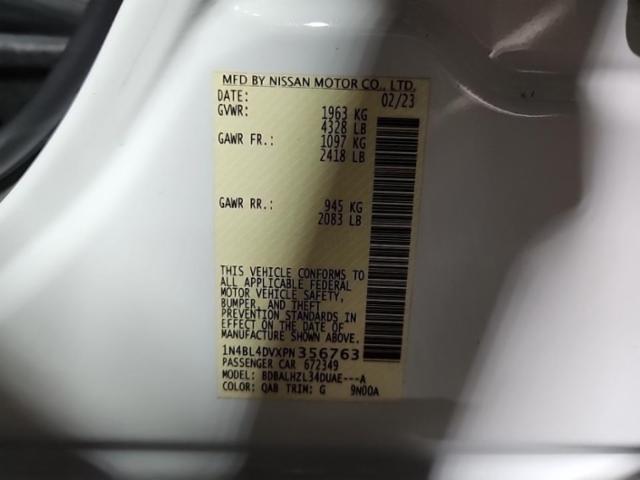 MFD BY NISSAN MOTOR CO., LTD.
DATE: 02/23
GVWR: 1963 KG
4328 LB
GAWR FR.: 1097 KG
2418 LB
GAWR RR.: 945 KG
2083 LB
THIS VEHICLE CONFORMS TO
ALL APPLICABLE FEDERAL
MOTOR VEHICLE SAFETY,
BUMPER, AND THEFT
PREVENTION STANDARDS IN
EFFECT ON THE DATE OF
MANUFACTURE SHOWN ABOVE.
1N4BL4DVXPN356763
PASSENGER CAR 672349
MODEL: BDBALHZL34DUAE---A
COLOR: QAB TRIM: G 9N00A